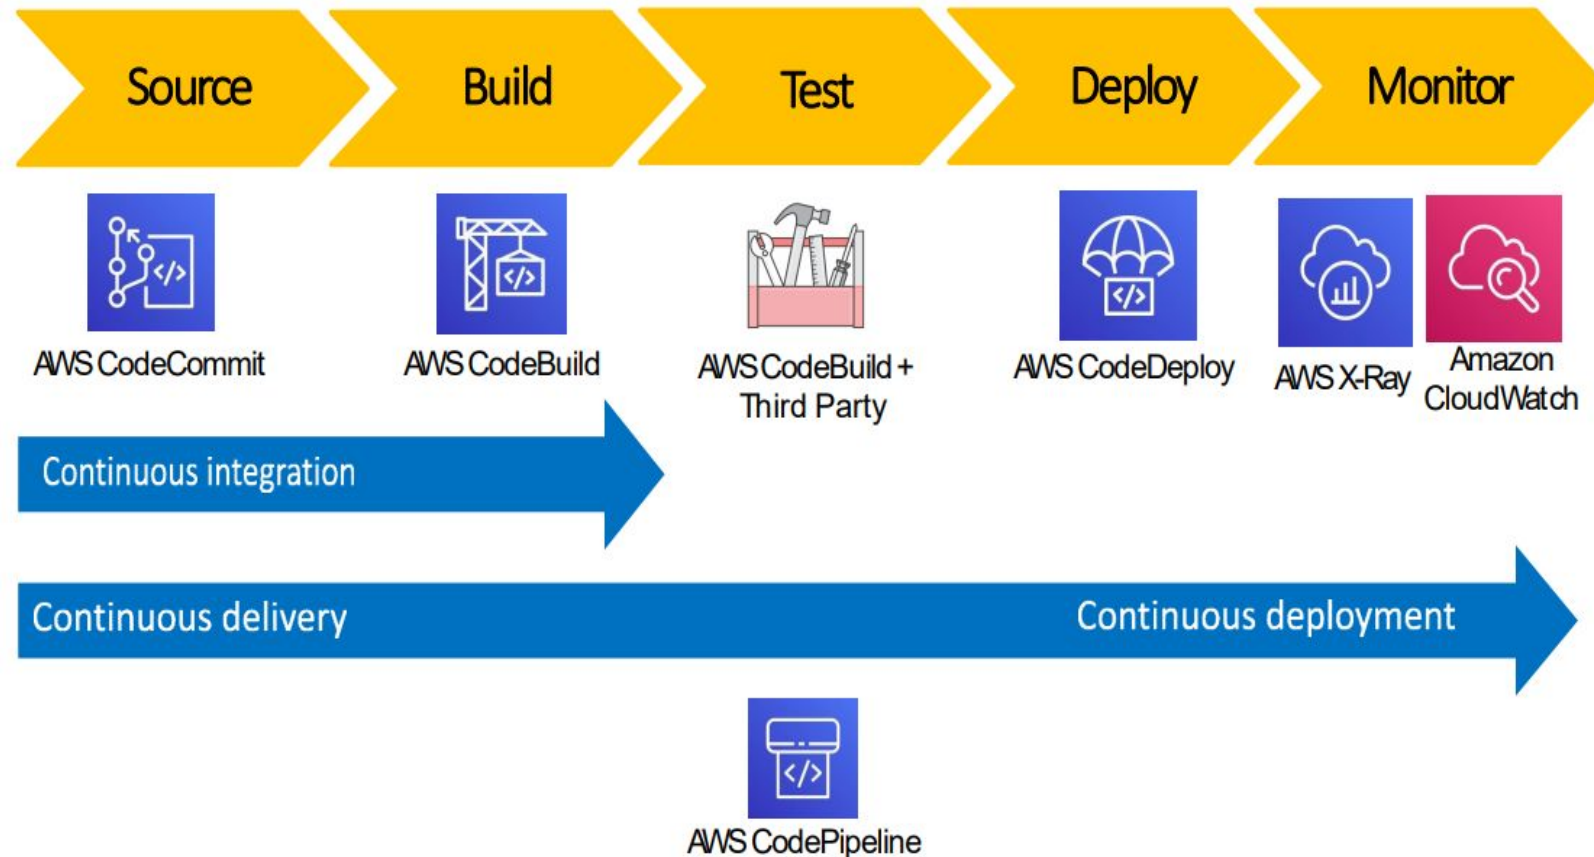 Source
Build
Test
Deploy
Monitor
</>
</>
</>
AWS CodeCommit
AWS CodeBuild
AWS CodeBuild +
Third Party
AWS CodeDeploy
AWS X-Ray
Amazon
CloudWatch
Continuous integration
Continuous delivery
Continuous deployment
</>
AWS CodePipeline